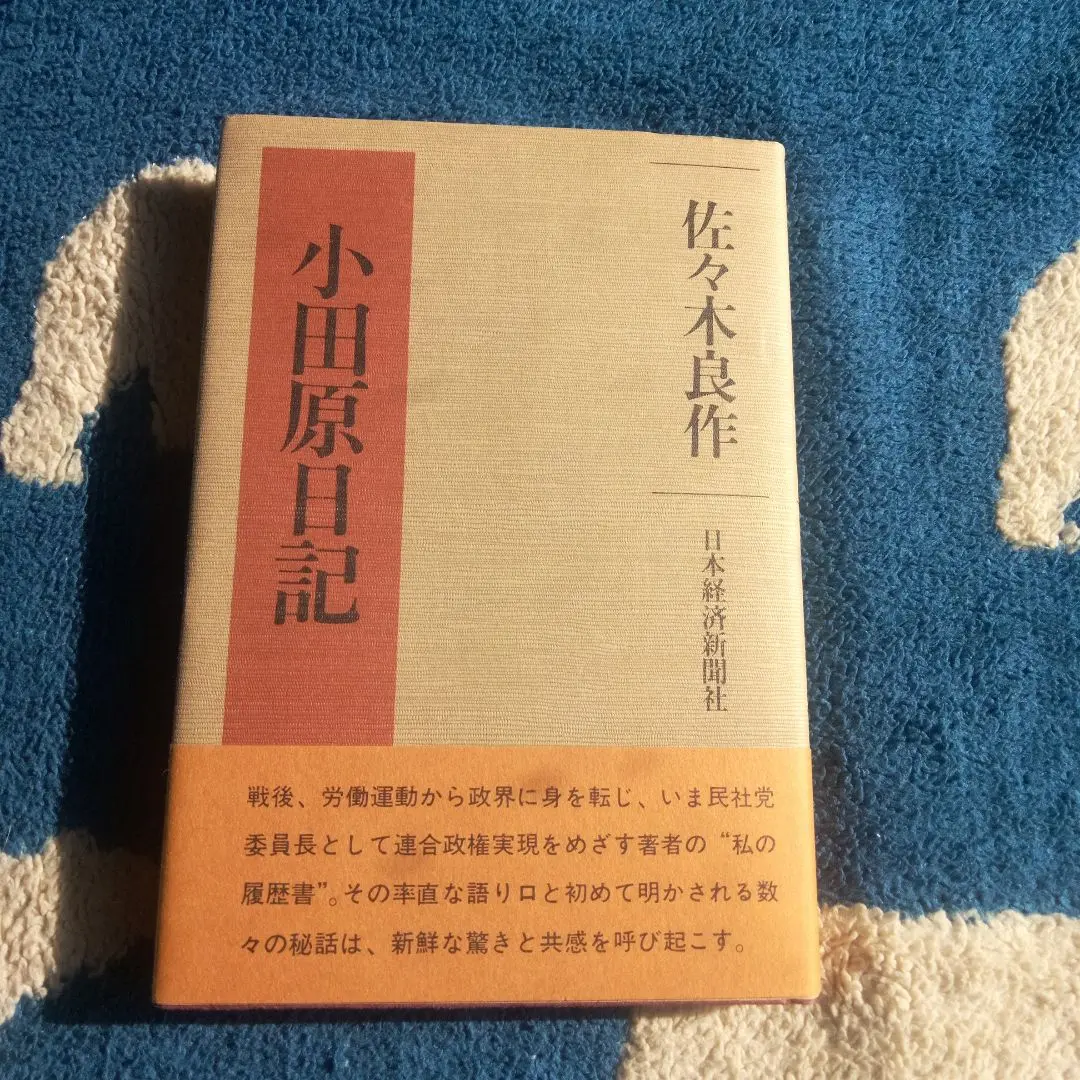 佐々木良作
日本経済新聞社
小田原日記
戦後、労働運動から政界に身を転じ、いま民社党
委員長として連合政権実現をめざす著者の“私の
履歴書”。その率直な語り口と初めて明かされる数
々の秘話は、新鮮な驚きと共感を呼び起こす。